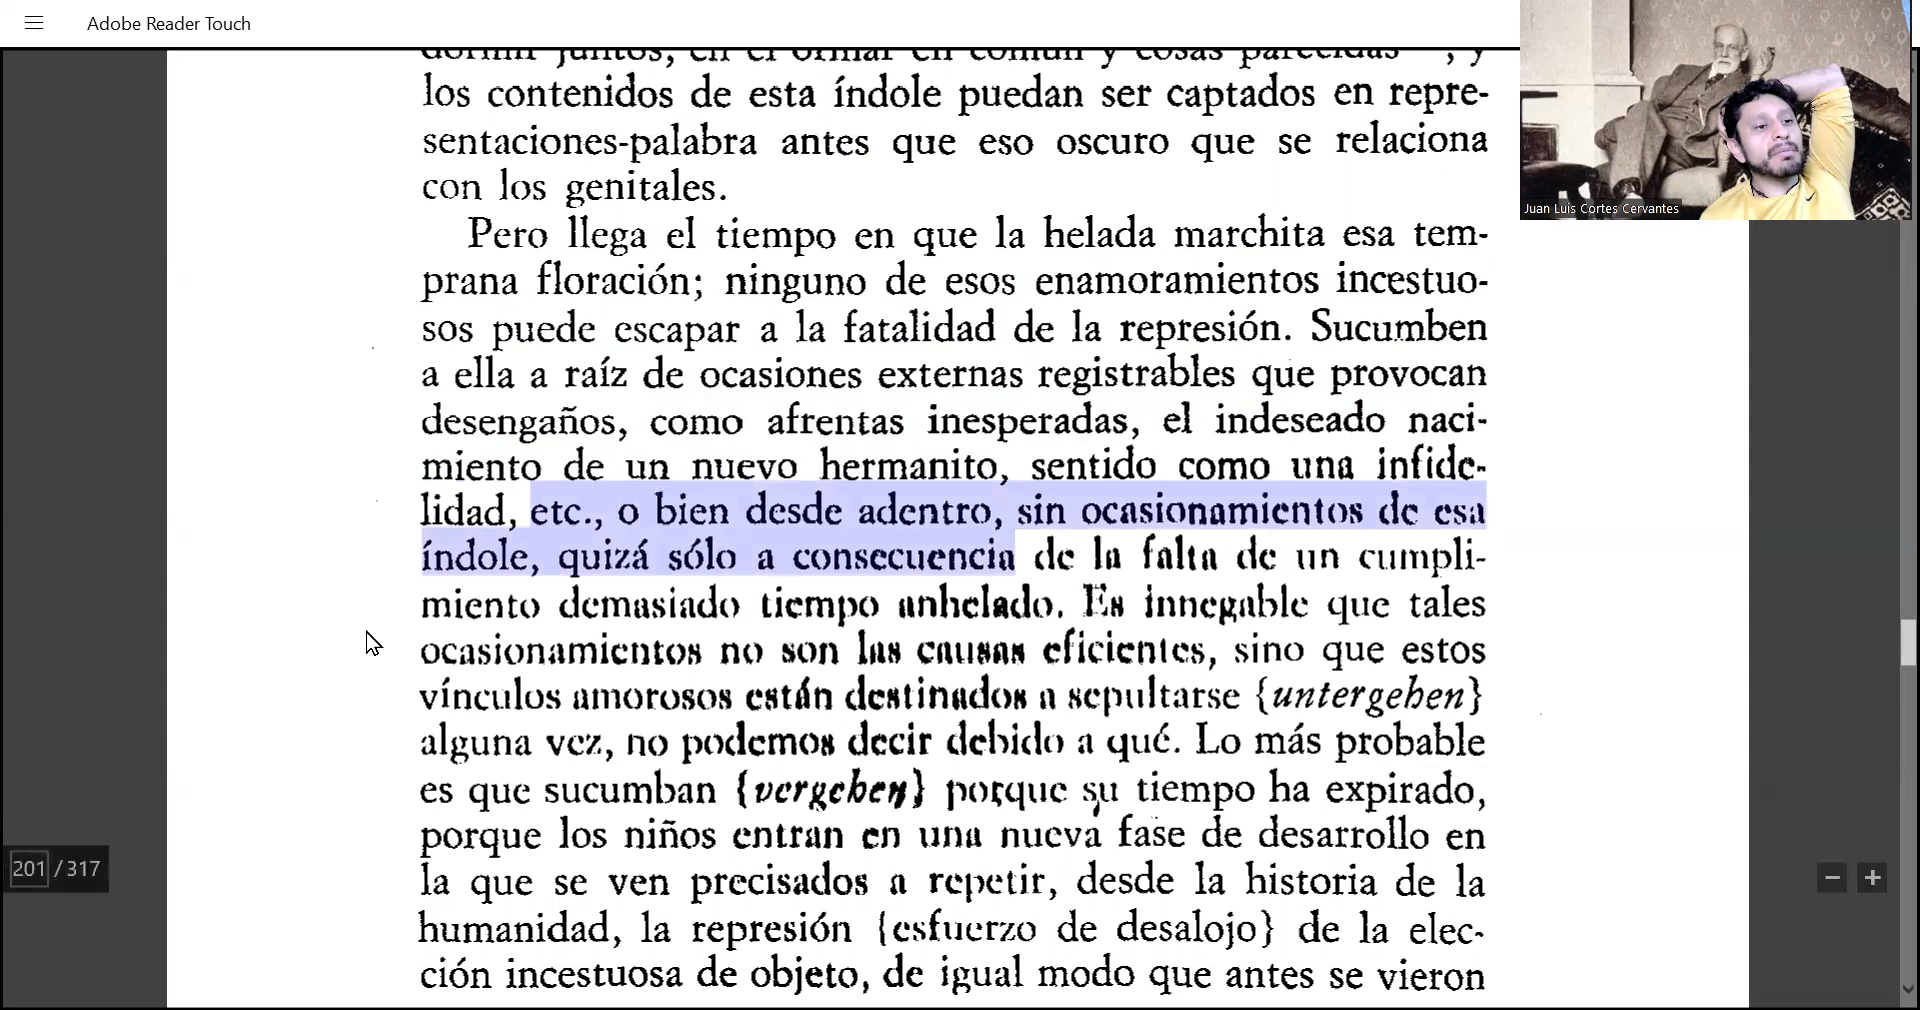 Adobe Reader Touch
dormir juntos, en el orinar en común y cosas parecidas , y
los contenidos de esta índole puedan ser captados en repre-
sentaciones-palabra antes que eso oscuro que se relaciona
con los genitales.
Pero llega el tiempo en que la helada marchita esa tem-
prana floración; ninguno de esos enamoramientos incestuo-
sos puede escapar a la fatalidad de la represión. Sucumben
a ella a raíz de ocasiones externas registrables que provocan
desengaños, como afrentas inesperadas, el indeseado naci-
miento de un nuevo hermanito, sentido como una infide-
lidad, etc., o bien desde adentro, sin ocasionamientos de esa
índole, quizá sólo a consecuencia de la falta de un cumpli-
miento demasiado tiempo anhelado. Es innegable que tales
ocasionamientos no son las causas eficientes, sino que estos
vínculos amorosos están destinados a sepultarse {untergehen}
alguna vez, no podemos decir debido a qué. Lo más probable
es que sucumban {vergehen} porque su tiempo ha expirado,
porque los niños entran en una nueva fase de desarrollo en
la que se ven precisados a repetir, desde la historia de la
humanidad, la represión {esfuerzo de desalojo} de la elec-
ción incestuosa de objeto, de igual modo que antes se vieron
Juan Luis Cortes Cervantes
201 / 317